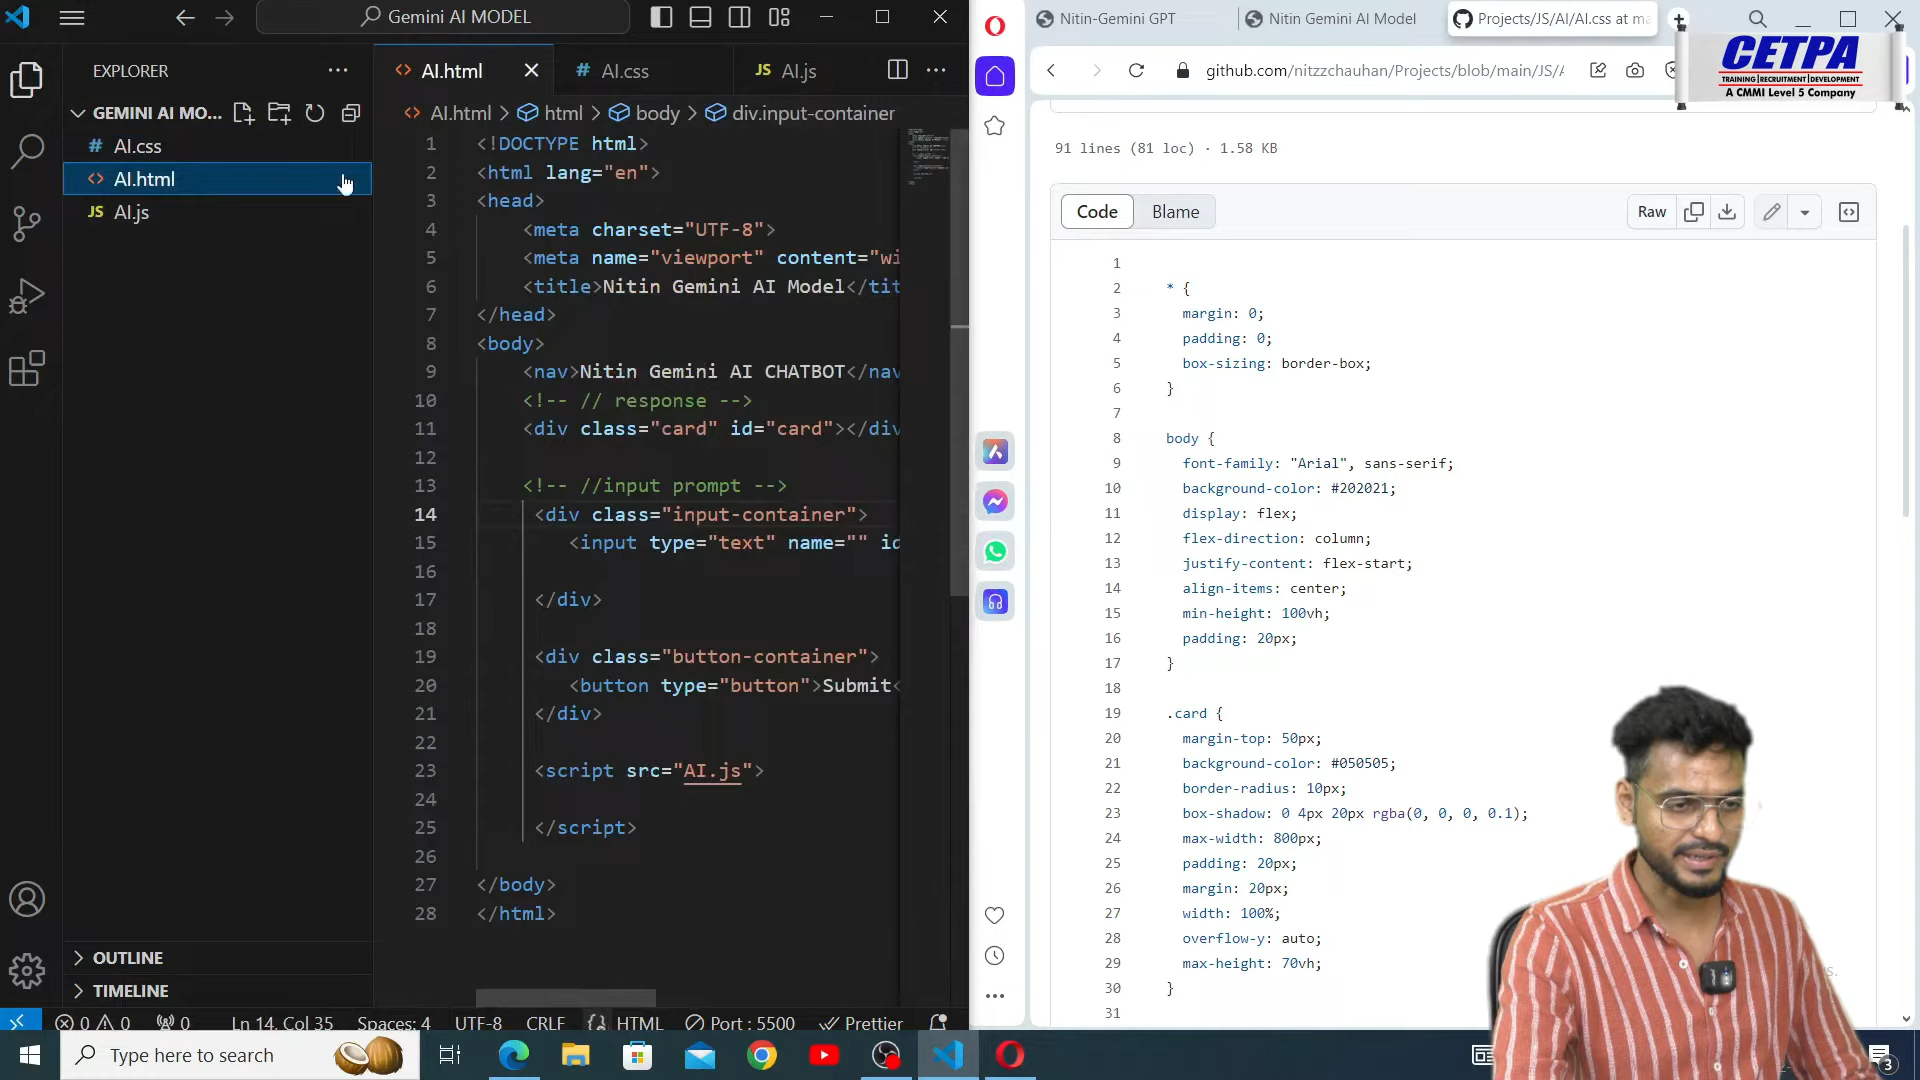 Gemini AI MODEL
EXPLORER
GEMINI AI MO...
AI.css
AI.html
AI.js
OUTLINE
TIMELINE
AI.html
AI.css
AI.js
AI.html > html > body > div.input-container
1 <!DOCTYPE html>
2 <html lang="en">
3 <head>
4 <meta charset="UTF-8">
5 <meta name="viewport" content="wi
6 <title>Nitin Gemini AI Model</tit
7 </head>
8 <body>
9 <nav>Nitin Gemini AI CHATBOT</nav
10 <!-- // response -->
11 <div class="card" id="card"></div
12
13 <!-- //input prompt -->
14 <div class="input-container">
15 <input type="text" name="" id
16
17 </div>
18
19 <div class="button-container">
20 <button type="button">Submit<
21 </div>
22
23 <script src="AI.js">
24
25 </script>
26
27 </body>
28 </html>
0 0 0 Ln 14, Col 35 Spaces: 4 UTF-8 CRLF HTML Port : 5500 Prettier
Type here to search
Nitin-Gemini GPT
Nitin Gemini AI Model
Projects/JS/AI/AI.css at ma
github.com/nitzzchauhan/Projects/blob/main/JS/
CETPA
TRAINING|RECRUITMENT|DEVELOPMENT
A CMMI Level 5 Company
91 lines (81 loc) · 1.58 KB
Code Blame Raw
1
2 * {
3 margin: 0;
4 padding: 0;
5 box-sizing: border-box;
6 }
7
8 body {
9 font-family: "Arial", sans-serif;
10 background-color: #202021;
11 display: flex;
12 flex-direction: column;
13 justify-content: flex-start;
14 align-items: center;
15 min-height: 100vh;
16 padding: 20px;
17 }
18
19 .card {
20 margin-top: 50px;
21 background-color: #050505;
22 border-radius: 10px;
23 box-shadow: 0 4px 20px rgba(0, 0, 0, 0.1);
24 max-width: 800px;
25 padding: 20px;
26 margin: 20px;
27 width: 100%;
28 overflow-y: auto;
29 max-height: 70vh;
30 }
31
3